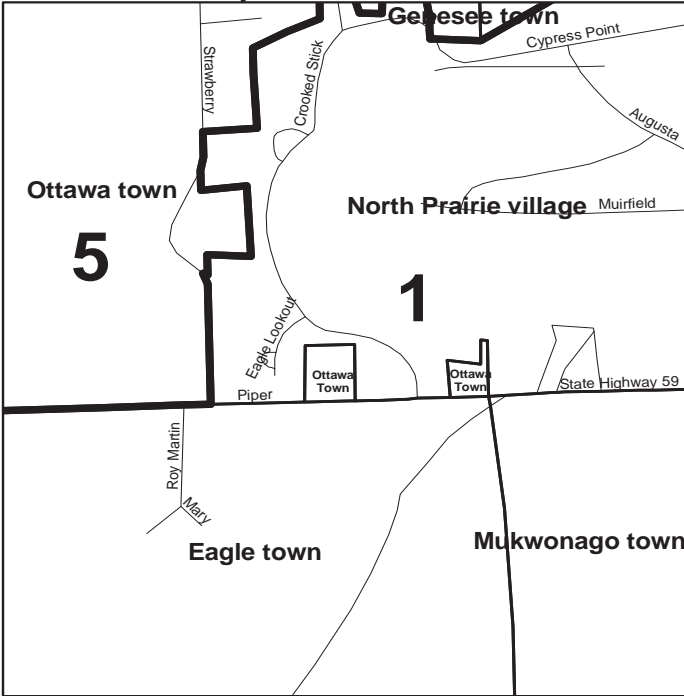 Genesee town
Cypress Point
Strawberry
Crooked Stick
Augusta
Ottawa town
North Prairie village
Muirfield
5
1
Eagle Lookout
Ottawa
Town
Ottawa
Town
State Highway 59
Piper
Roy Martin
Mary
Eagle town
Mukwonago town